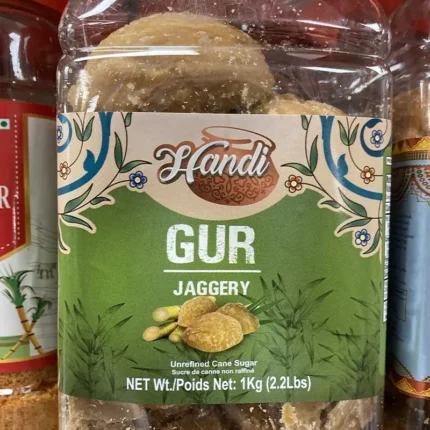 Handi
GUR
JAGGERY
Unrefined Cane Sugar
Sucre de canne non raffiné
NET Wt./Poids Net: 1Kg (2.2Lbs)
R